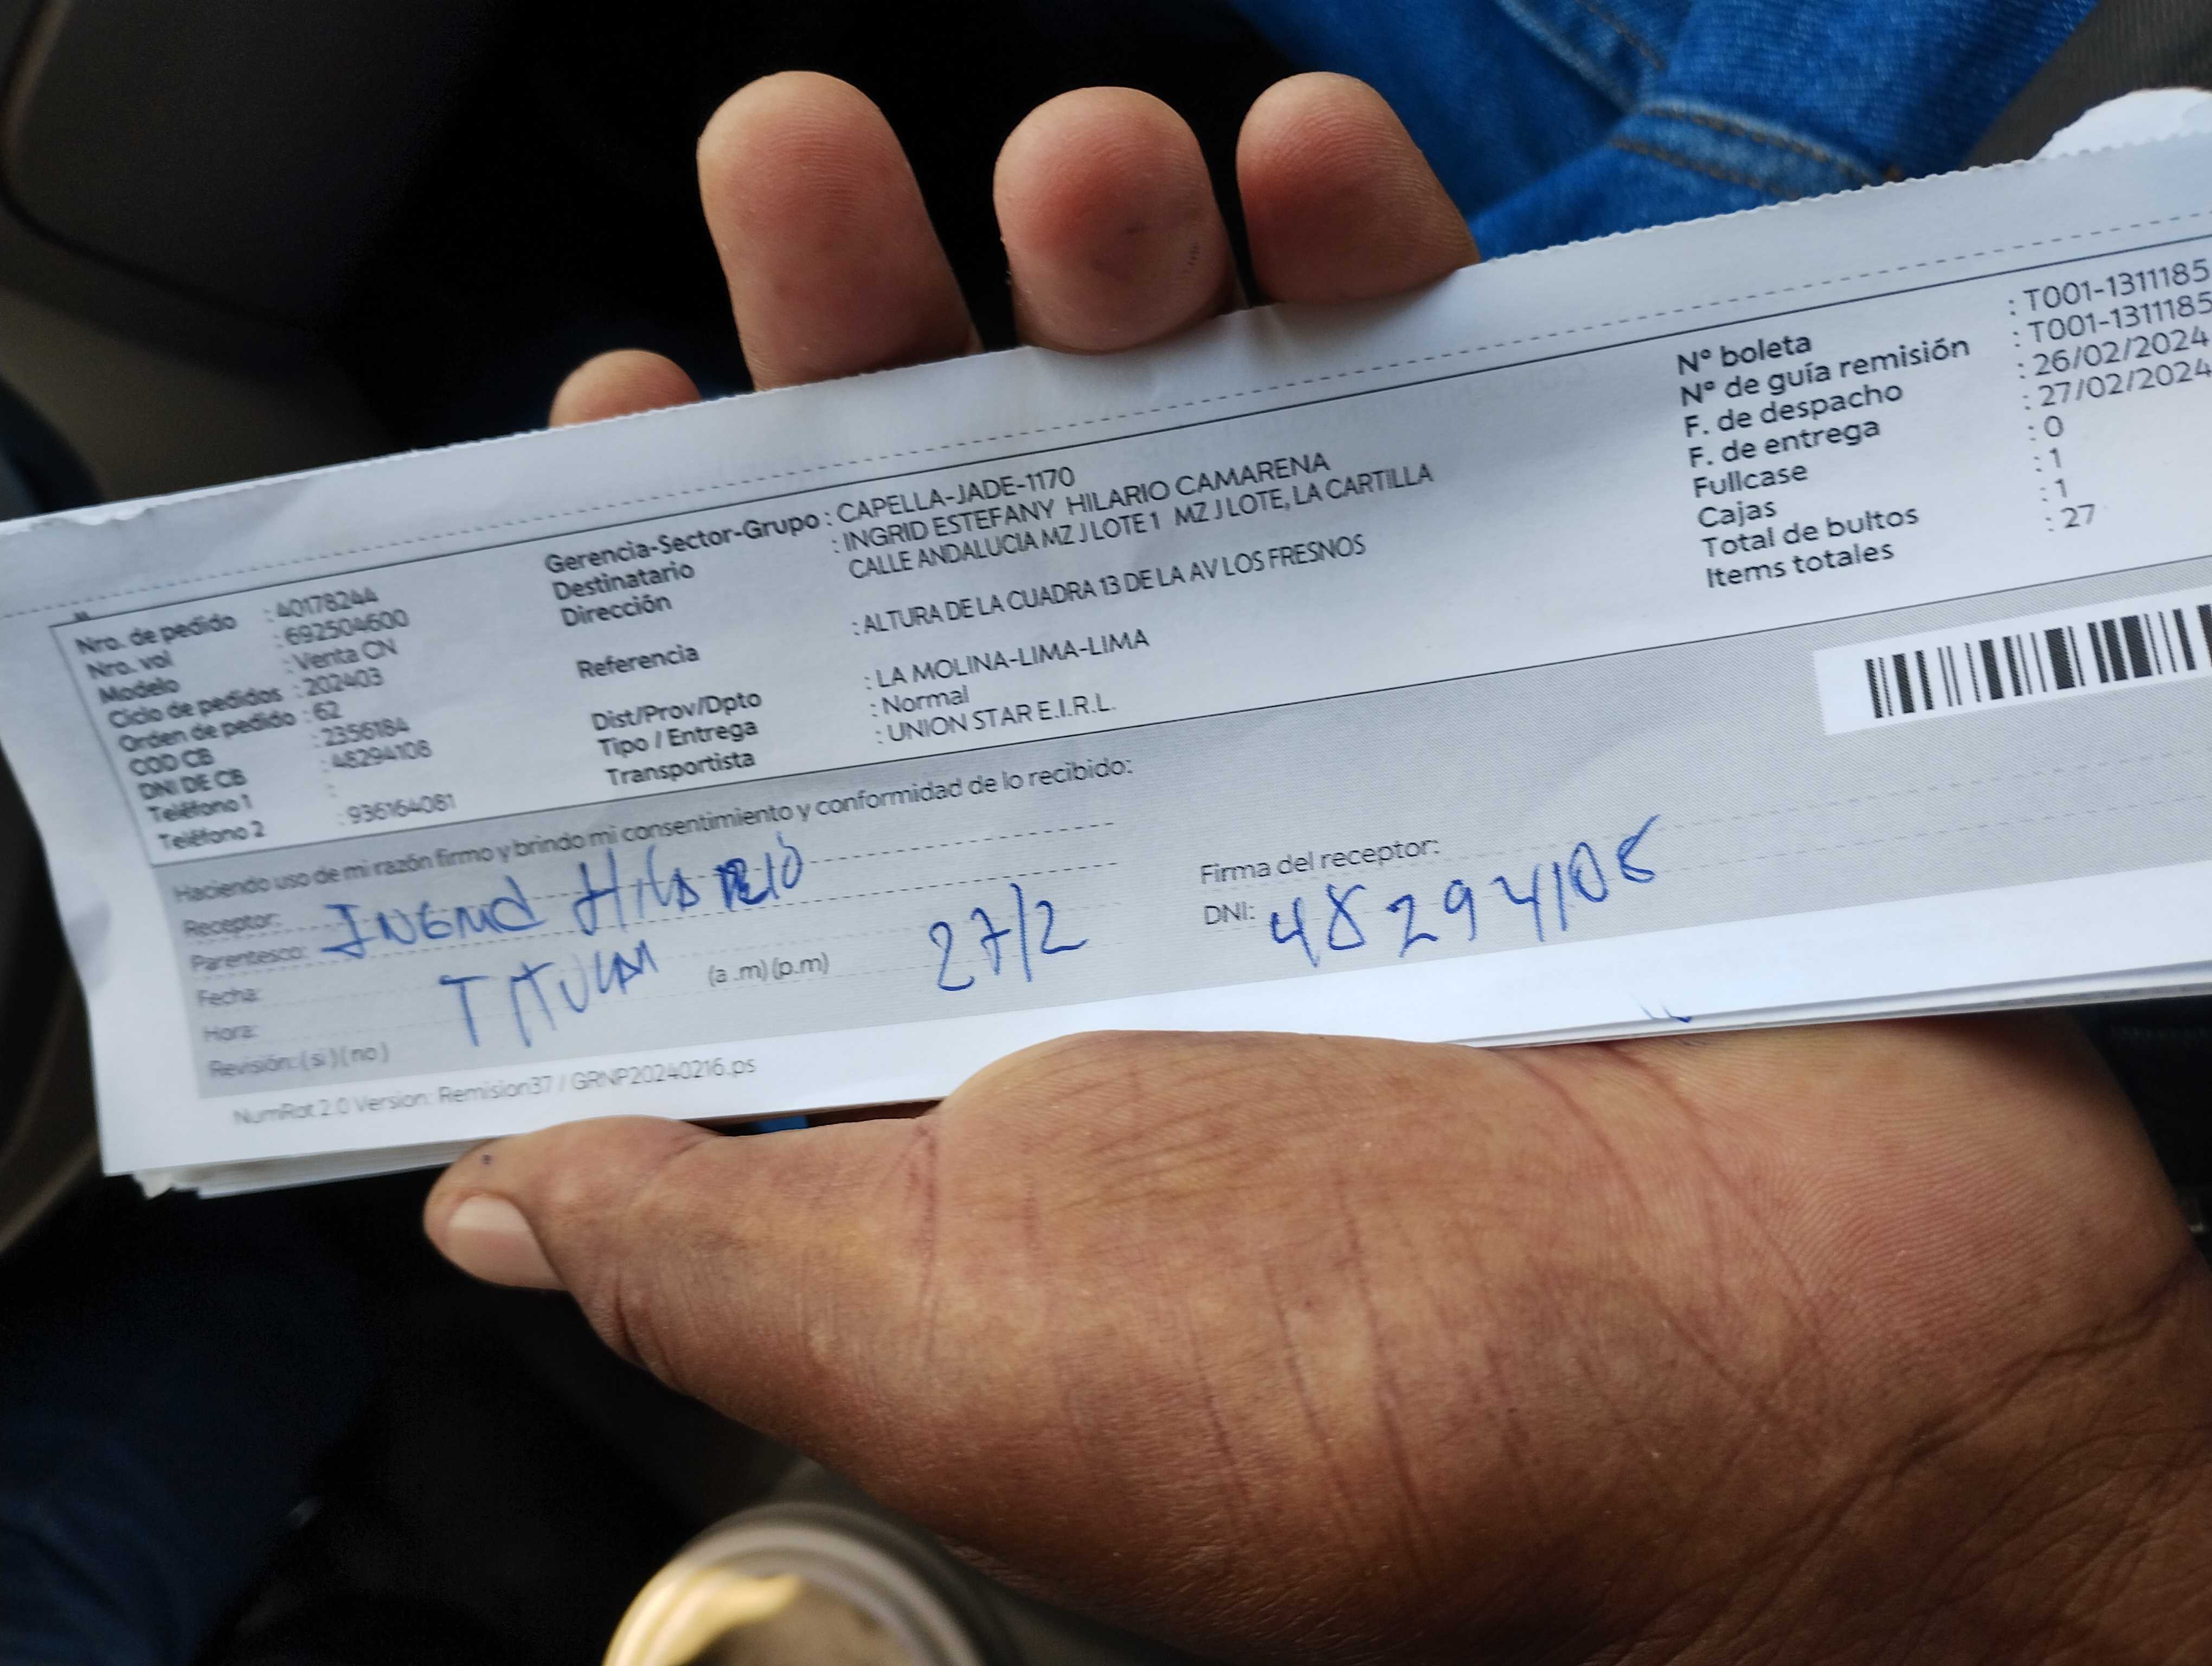 Nro. de pedido : 40178244
Nro. vol : 692504600
Modelo : Venta CN
Ciclo de pedidos : 202403
Orden de pedido : 62
COD CB : 2356184
DNI DE CB : 48294108
Teléfono 1 :
Teléfono 2 : 936164081
Gerencia-Sector-Grupo : CAPELLA-JADE-1170
Destinatario : INGRID ESTEFANY HILARIO CAMARENA
Dirección CALLE ANDALUCIA MZ J LOTE 1 MZ J LOTE, LA CARTILLA
Referencia : ALTURA DE LA CUADRA 13 DE LA AV LOS FRESNOS
Dist/Prov/Dpto : LA MOLINA-LIMA-LIMA
Tipo / Entrega : Normal
Transportista : UNION STAR E.I.R.L.
N° boleta : T001-1311185
N° de guía remisión : T001-1311185
F. de despacho : 26/02/2024
F. de entrega : 27/02/2024
Fullcase : 0
Cajas : 1
Total de bultos : 1
Items totales : 27
Haciendo uso de mi razón firmo y brindo mi consentimiento y conformidad de lo recibido:
Receptor: INGRID HILARIO
Parentesco:
Fecha: TITULAR
Hora: (a .m) (p.m) 27/2
Revisión: ( si ) ( no )
Firma del receptor:
DNI: 48294108
NumRot 2.0 Version: Remision37 / GRNP20240216.ps